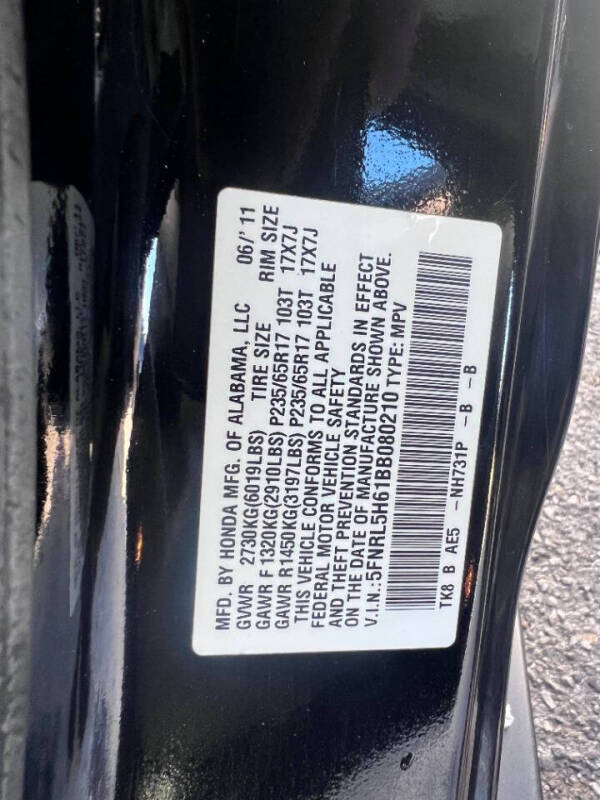 MFD. BY HONDA MFG. OF ALABAMA, LLC 06/' 11
GVWR 2730KG(6019LBS) TIRE SIZE RIM SIZE
GAWR F 1320KG(2910LBS) P235/65R17 103T 17X7J
GAWR R1450KG(3197LBS) P235/65R17 103T 17X7J
THIS VEHICLE CONFORMS TO ALL APPLICABLE
FEDERAL MOTOR VEHICLE SAFETY
AND THEFT PREVENTION STANDARDS IN EFFECT
ON THE DATE OF MANUFACTURE SHOWN ABOVE.
V.I.N.: 5FNRL5H61BB080210 TYPE: MPV
TK8 B AE5 -NH731P -B -B